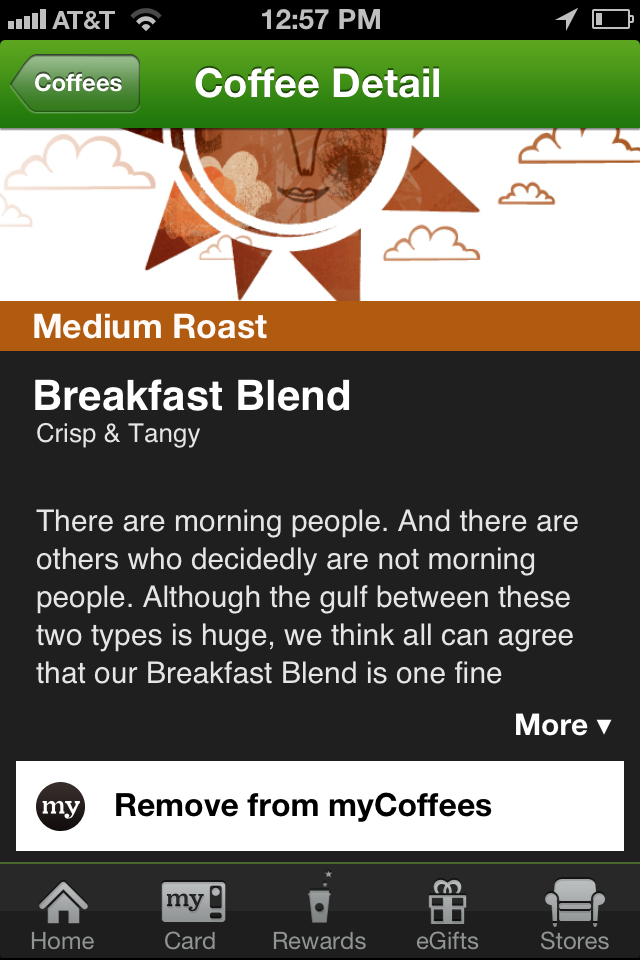 AT&T 12:57 PM
Coffees Coffee Detail
Medium Roast
Breakfast Blend
Crisp & Tangy
There are morning people. And there are
others who decidedly are not morning
people. Although the gulf between these
two types is huge, we think all can agree
that our Breakfast Blend is one fine
More ▾
my Remove from myCoffees
my
Home Card Rewards eGifts Stores